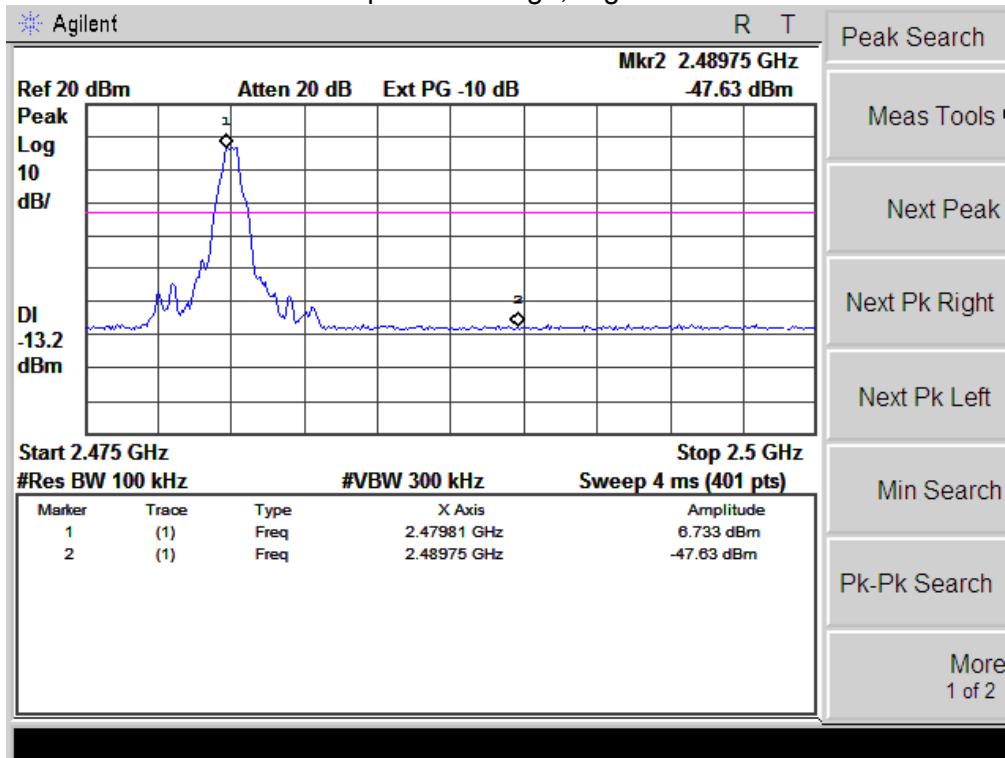 Agilent R T
Peak Search
Mkr2 2.48975 GHz
Ref 20 dBm Atten 20 dB Ext PG -10 dB -47.63 dBm
Peak
Log
10
dB/
1
2
DI
-13.2
dBm
Start 2.475 GHz Stop 2.5 GHz
#Res BW 100 kHz #VBW 300 kHz Sweep 4 ms (401 pts)
Marker Trace Type X Axis Amplitude
1 (1) Freq 2.47981 GHz 6.733 dBm
2 (1) Freq 2.48975 GHz -47.63 dBm
Meas Tools
Next Peak
Next Pk Right
Next Pk Left
Min Search
Pk-Pk Search
More
1 of 2